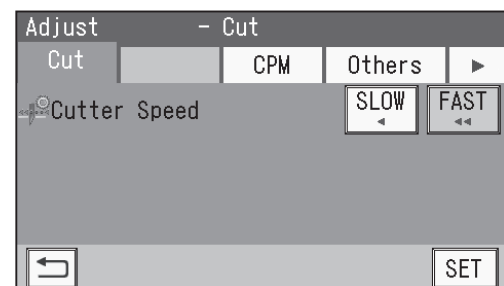 Adjust - Cut
Cut CPM Others
Cutter Speed SLOW FAST
SET